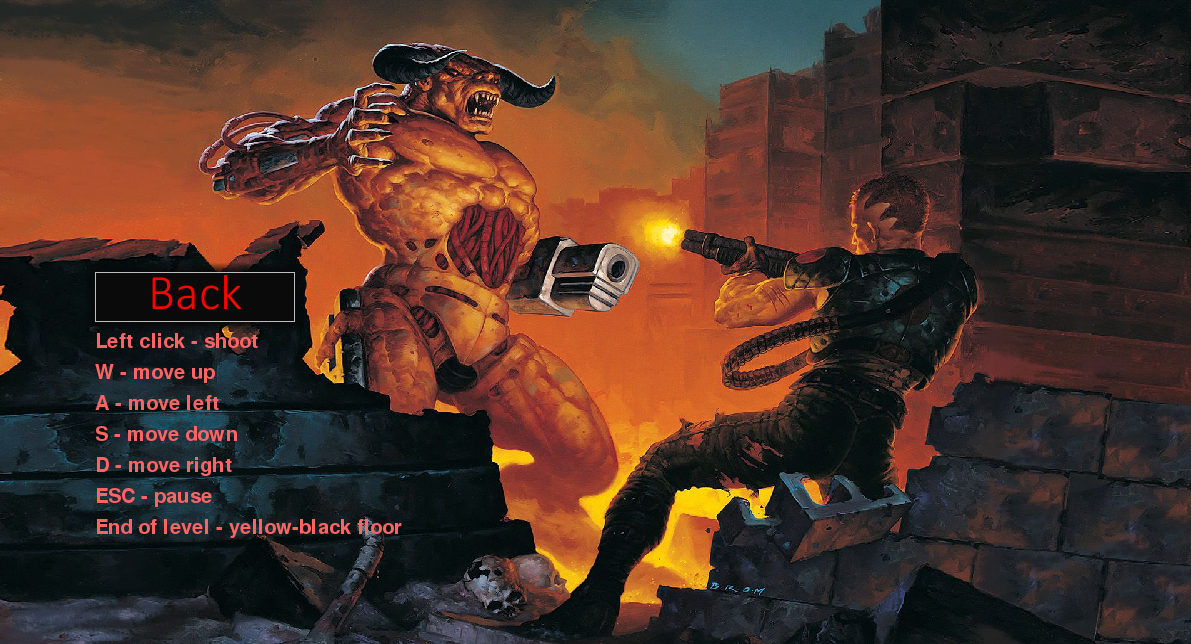 Back
Left click - shoot
W - move up
A - move left
S - move down
D - move right
ESC - pause
End of level - yellow-black floor
B.R.O.M